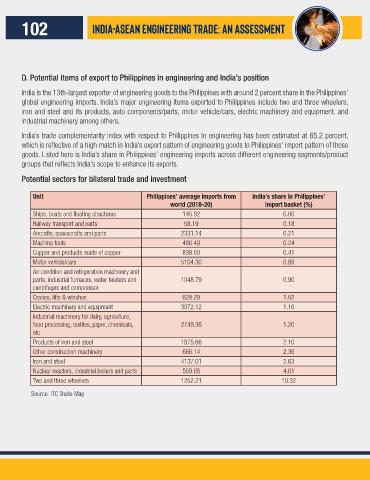 102
INDIA-ASEAN ENGINEERING TRADE: AN ASSESSMENT
D. Potential items of export to Philippines in engineering and India's position
India is the 13th-largest exporter of engineering goods to the Philippines with around 2 percent share in the Philippines'
global engineering imports. India's major engineering items exported to Philippines include two and three wheelers,
iron and steel and its products, auto components/parts, motor vehicle/cars, electric machinery and equipment, and
industrial machinery among others.
India's trade complementarity index with respect to Philippines in engineering has been estimated at 65.2 percent,
which is reflective of a high match in India's export pattern of engineering goods to Philippines' import pattern of those
goods. Listed here is India's share in Philippines' engineering imports across different engineering segments/product
groups that reflects India's scope to enhance its exports.
Potential sectors for bilateral trade and investment
Unit Philippines' average imports from world (2018-20) India's share in Philippines' import basket (%)
Ships, boats and floating structures 145.92 0.00
Railway transport and parts 58.19 0.18
Aircrafts, spacecrafts and parts 2331.14 0.21
Machine tools 486.49 0.24
Copper and products made of copper 838.00 0.41
Motor vehicle/cars 5104.30 0.89
Air condition and refrigeration machinery and
parts, industrial furnaces, water heaters and 1048.79 0.90
centrifuges and compressor
Cranes, lifts & winches 628.29 1.02
Electric machinery and equipment 3072.12 1.16
Industrial machinery for dairy, agriculture,
food processing, textiles, paper, chemicals, 2749.36 1.20
etc
Products of iron and steel 1875.66 2.10
Other construction machinery 666.14 2.36
Iron and steel 4137.01 2.63
Nuclear reactors, industrial boilers and parts 509.05 4.01
Two and three wheelers 1252.21 10.32
Source: ITC Trade Map